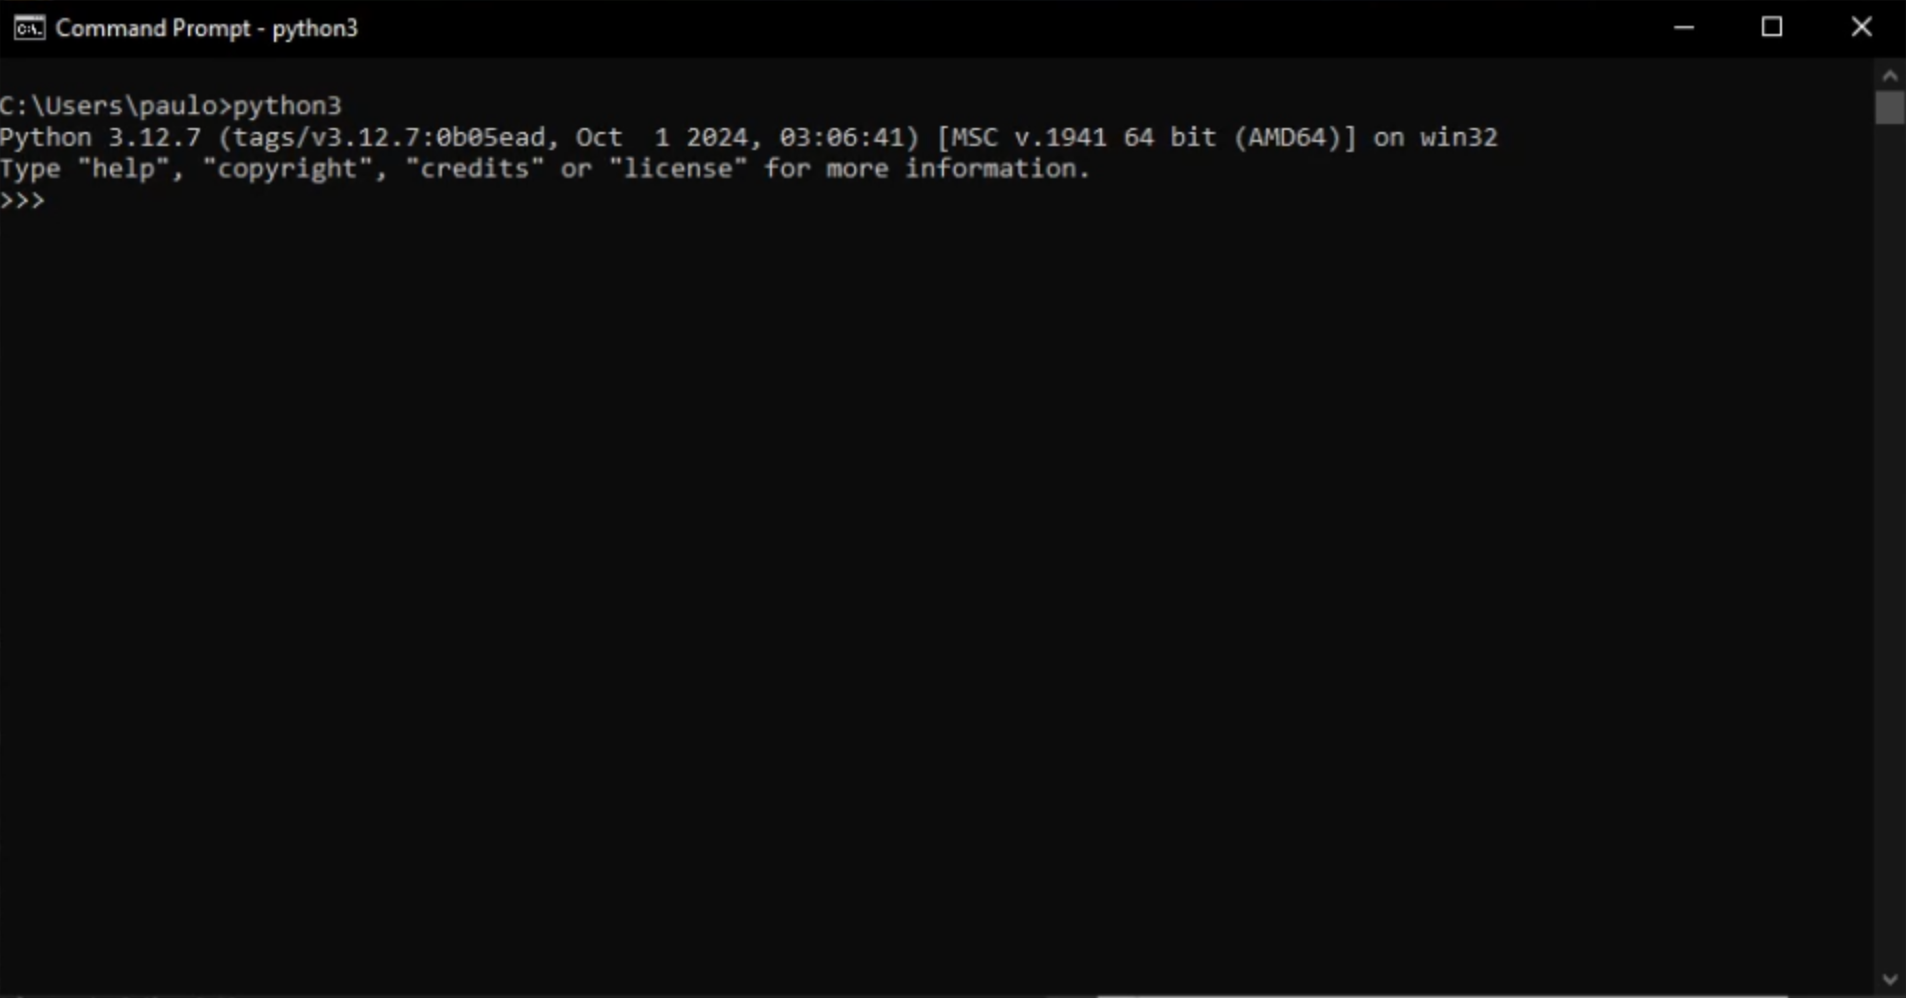 Command Prompt - python3
C:\Users\paulo>python3
Python 3.12.7 (tags/v3.12.7:0b05ead, Oct  1 2024, 03:06:41) [MSC v.1941 64 bit (AMD64)] on win32
Type "help", "copyright", "credits" or "license" for more information.
>>>